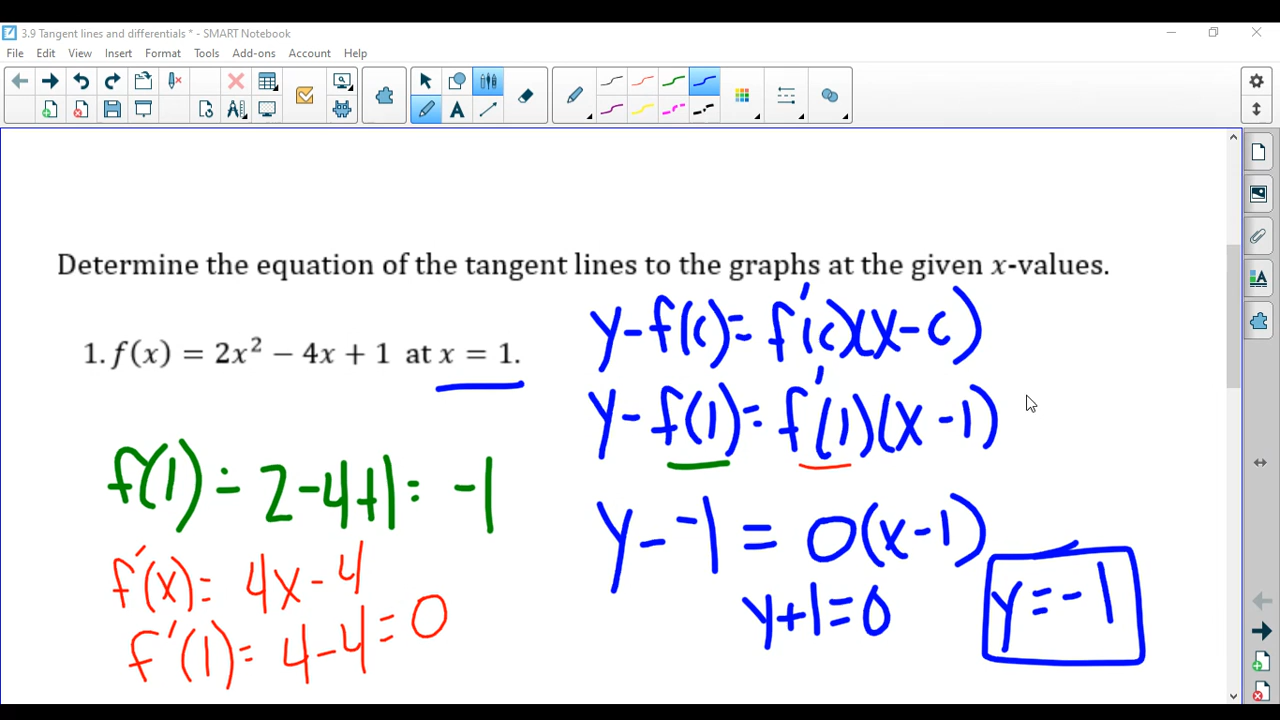 3.9 Tangent lines and differentials * - SMART Notebook
File Edit View Insert Format Tools Add-ons Account Help
Determine the equation of the tangent lines to the graphs at the given x-values.
y-f(c)=f'(c)(x-c)
1. f(x) = 2x² − 4x + 1 at x = 1.
y-f(1)=f'(1)(x-1)
f(1)=2-4+1=-1
y--1=0(x-1)
f'(x)=4x-4
y+1=0
y=-1
f'(1)=4-4=0